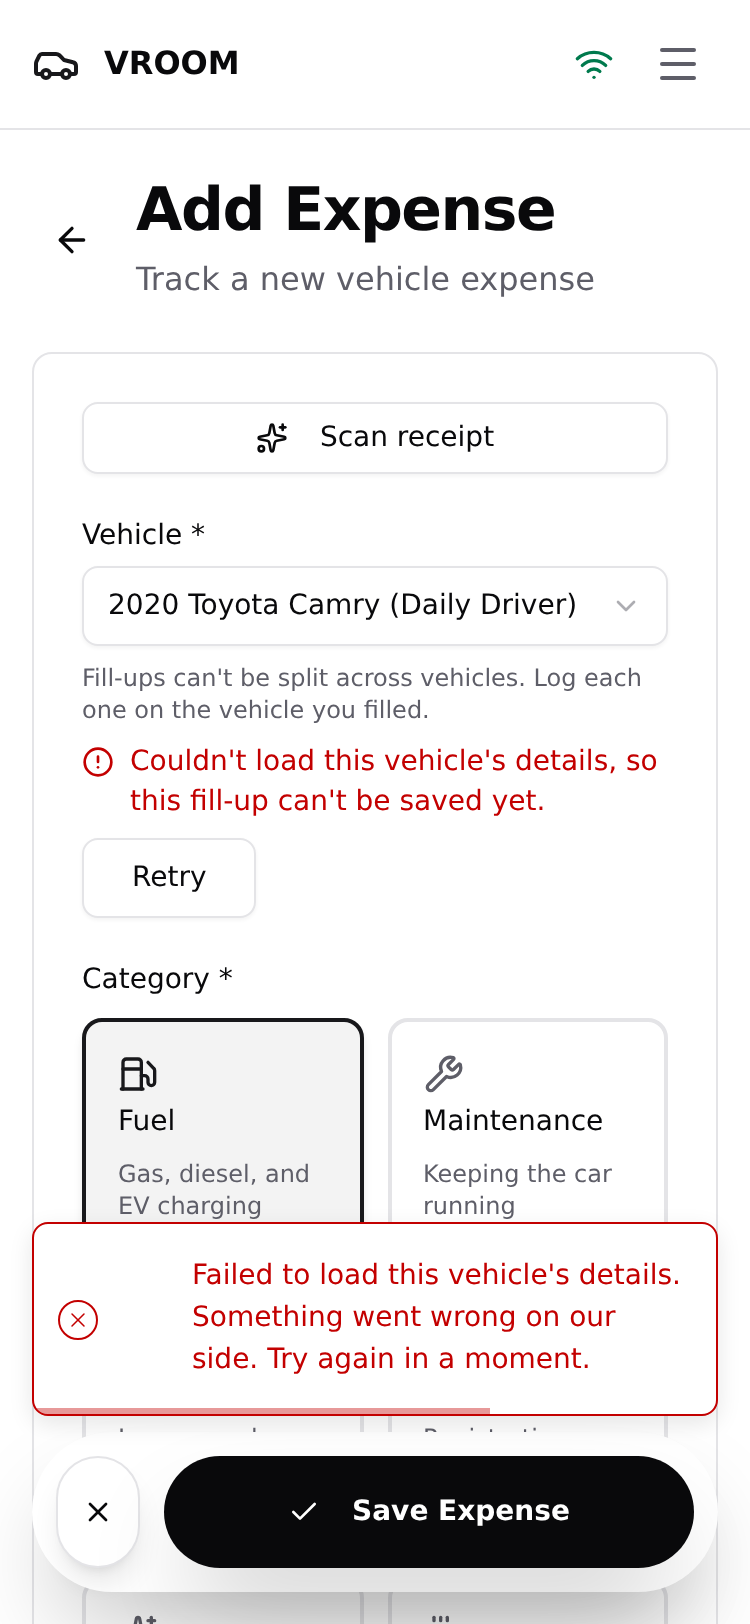 VROOM
Add Expense
Track a new vehicle expense
Scan receipt
Vehicle *
2020 Toyota Camry (Daily Driver)
Fill-ups can't be split across vehicles. Log each
one on the vehicle you filled.
Couldn't load this vehicle's details, so
this fill-up can't be saved yet.
Retry
Category *
Fuel
Maintenance
Gas, diesel, and
EV charging
Keeping the car
running
Failed to load this vehicle's details.
Something went wrong on our
side. Try again in a moment.
Save Expense